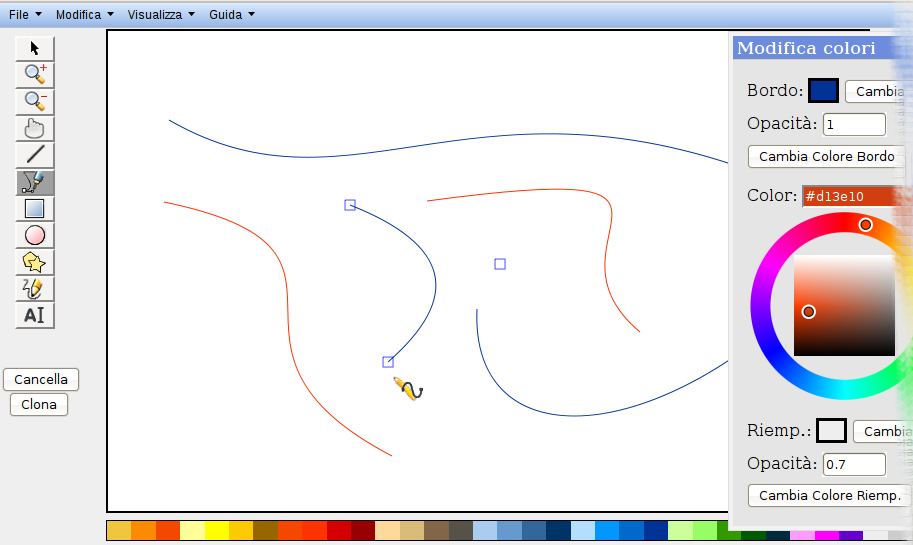 File Modifica Visualizza Guida
Modifica colori
Bordo: Cambia
Opacità: 1
Cambia Colore Bordo
Color: #d13e10
AI
Cancella
Clona
Riemp.: Cambia
Opacità: 0.7
Cambia Colore Riemp.